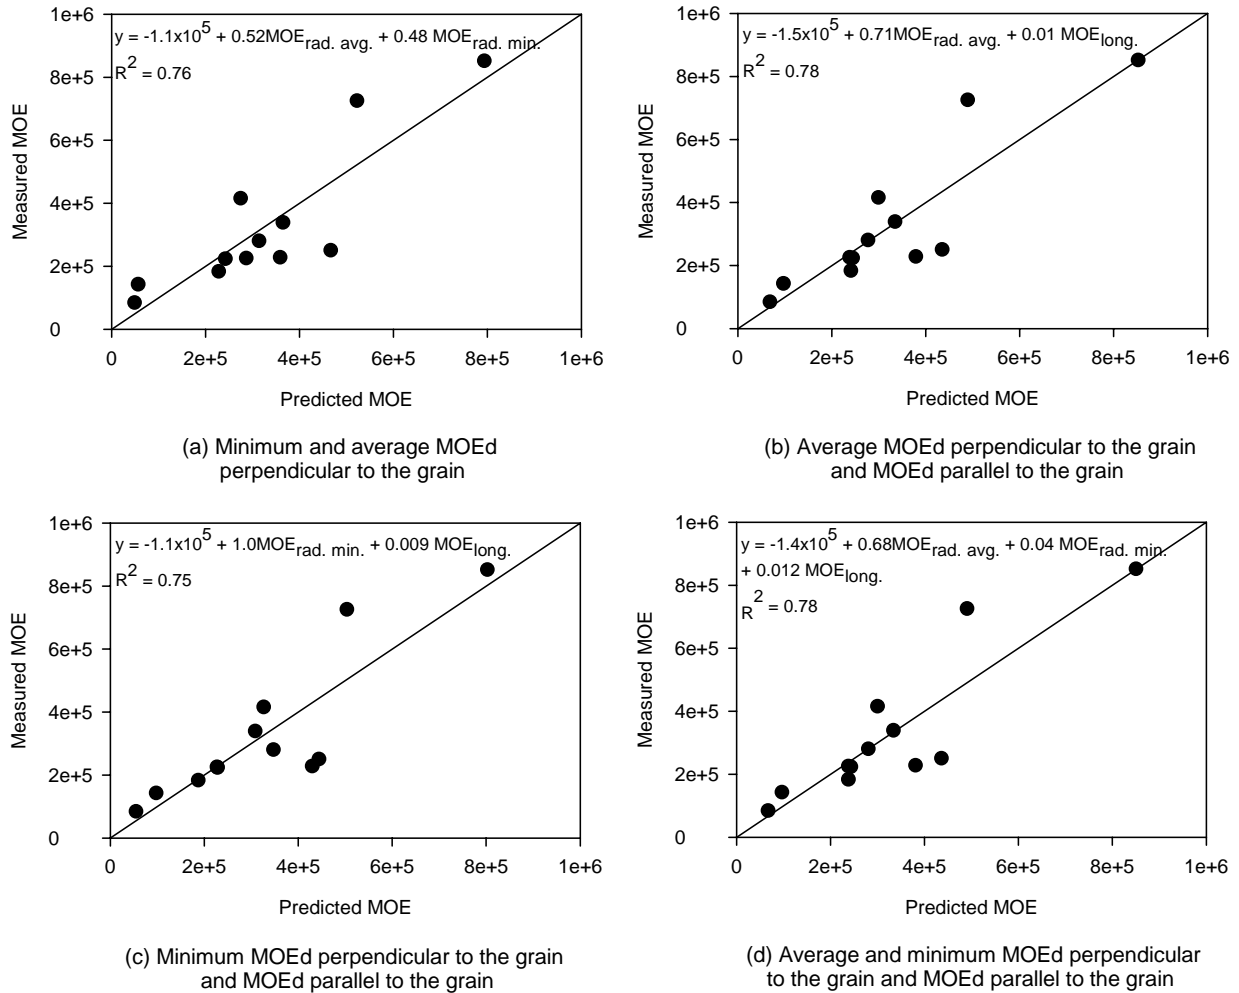 y = -1.1x10^5 + 0.52MOE_rad. avg. + 0.48 MOE_rad. min.
R^2 = 0.76
1e+6
8e+5
6e+5
4e+5
2e+5
0
Measured MOE
0 2e+5 4e+5 6e+5 8e+5 1e+6
Predicted MOE
(a) Minimum and average MOEd
perpendicular to the grain
y = -1.5x10^5 + 0.71MOE_rad. avg. + 0.01 MOE_long.
R^2 = 0.78
1e+6
8e+5
6e+5
4e+5
2e+5
0
Measured MOE
0 2e+5 4e+5 6e+5 8e+5 1e+6
Predicted MOE
(b) Average MOEd perpendicular to the grain
and MOEd parallel to the grain
y = -1.1x10^5 + 1.0MOE_rad. min. + 0.009 MOE_long.
R^2 = 0.75
1e+6
8e+5
6e+5
4e+5
2e+5
0
Measured MOE
0 2e+5 4e+5 6e+5 8e+5 1e+6
Predicted MOE
(c) Minimum MOEd perpendicular to the grain
and MOEd parallel to the grain
y = -1.4x10^5 + 0.68MOE_rad. avg. + 0.04 MOE_rad. min.
+ 0.012 MOE_long.
R^2 = 0.78
1e+6
8e+5
6e+5
4e+5
2e+5
0
Measured MOE
0 2e+5 4e+5 6e+5 8e+5 1e+6
Predicted MOE
(d) Average and minimum MOEd perpendicular
to the grain and MOEd parallel to the grain